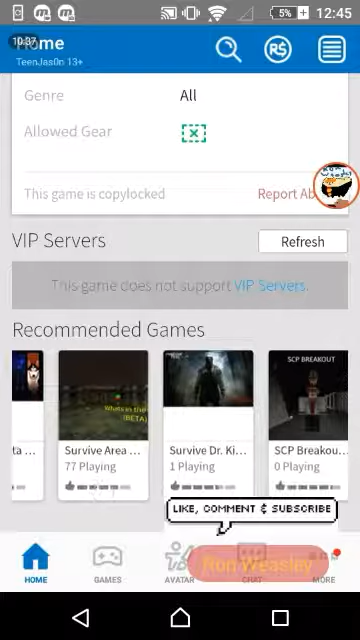 5% 12:45
10:37
Home
TeenJas0n 13+
R$
Genre All
Allowed Gear
This game is copylocked Report Ab
VIP Servers Refresh
This game does not support VIP Servers.
Recommended Games
What's in the
(BETA)
SCP BREAKOUT
ta ... Survive Area ... Survive Dr. Ki... SCP Breakou...
77 Playing 1 Playing 0 Playing
LIKE, COMMENT & SUBSCRIBE
Ron Weasley
HOME GAMES AVATAR CHAT MORE